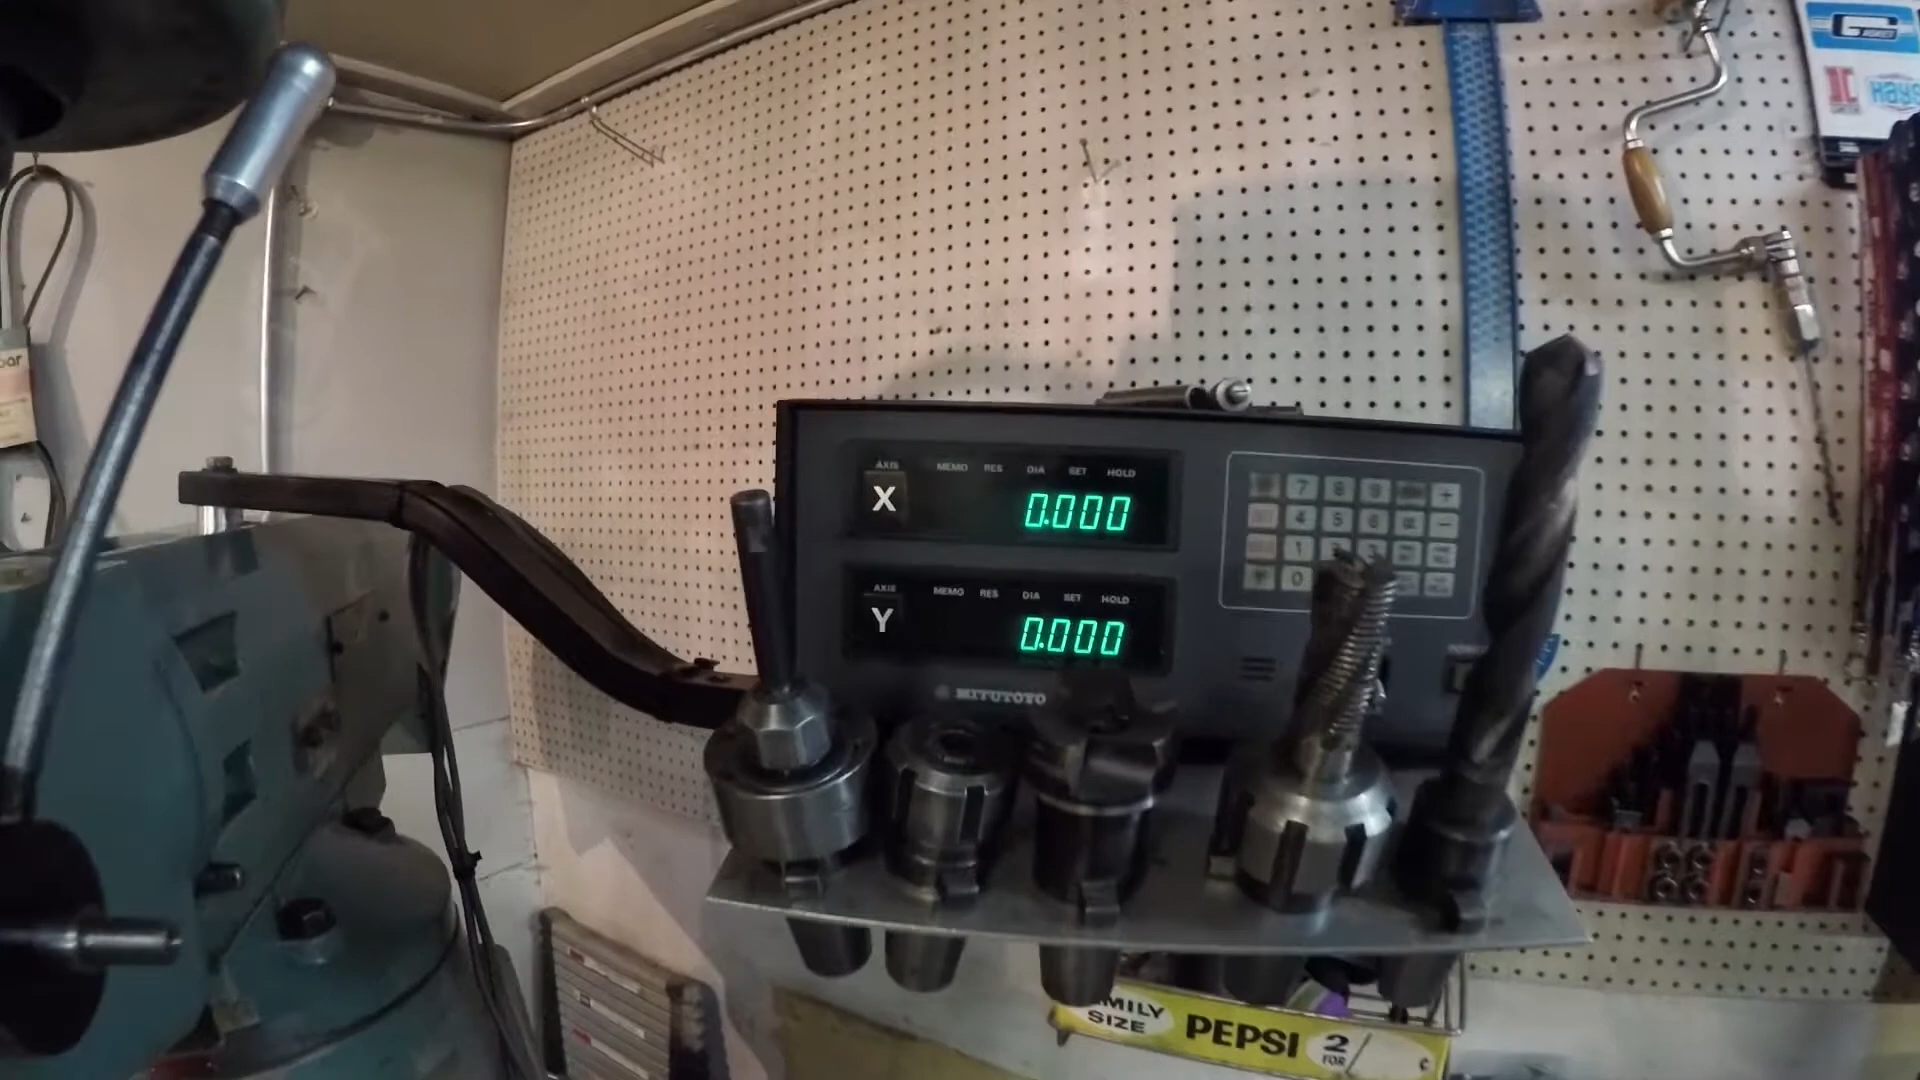 AXIS MEMO RES DIA SET HOLD
X 0.000
AXIS MEMO RES DIA SET HOLD
Y 0.000
MITUTOYO
7 8 9 +
4 5 6 -
1
0
Hays
MILY
SIZE
PEPSI
2
FOR
¢